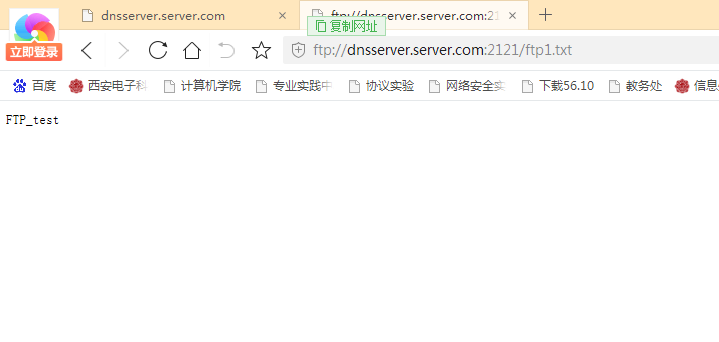 dnsserver.server.com
ftp://dnsserver.server.com:21
复制网址
立即登录
ftp://dnsserver.server.com:2121/ftp1.txt
百度
西安电子科
计算机学院
专业实践中
协议实验
网络安全实
下载56.10
教务处
信息
FTP_test